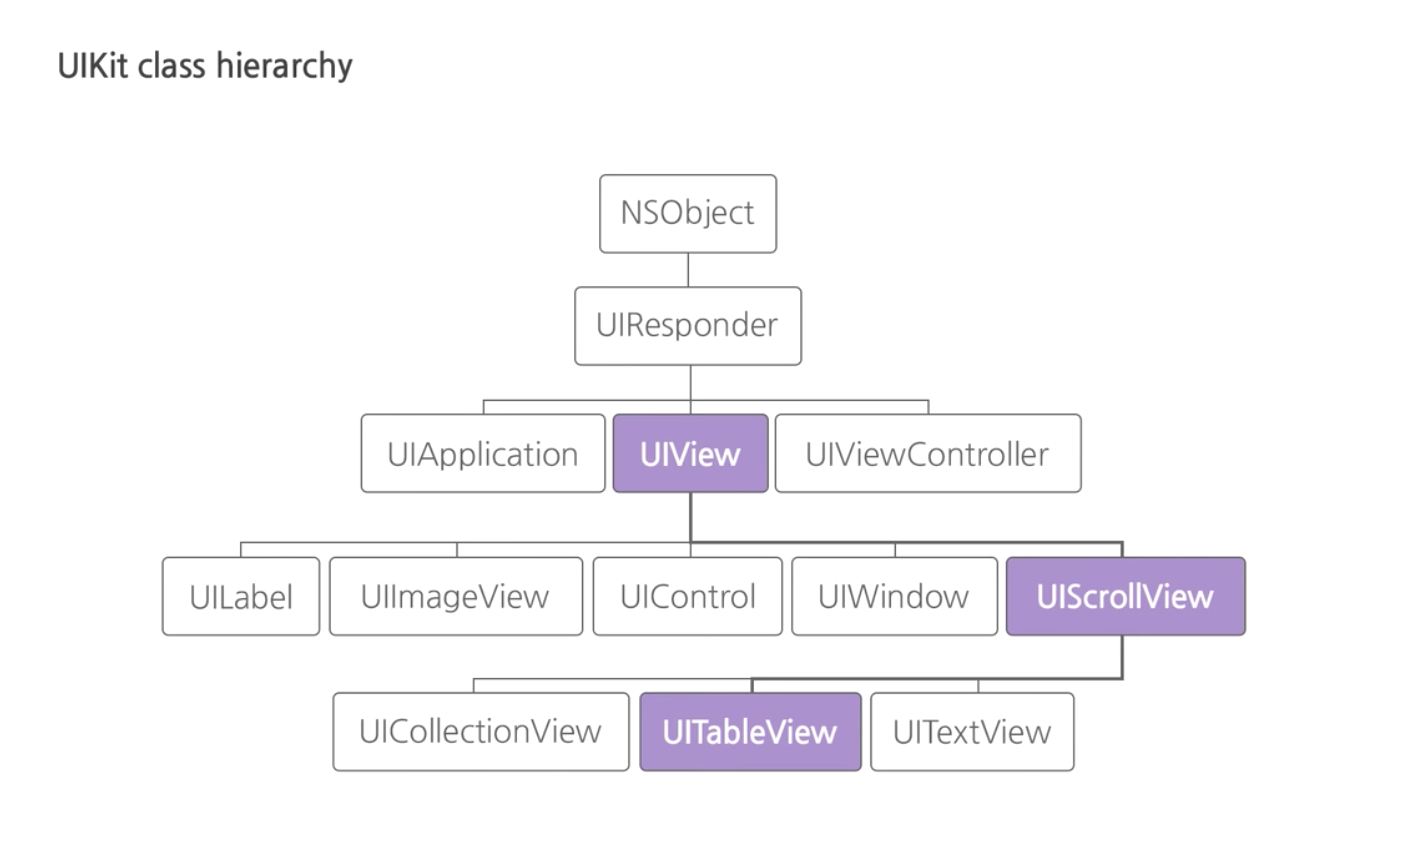 UIKit class hierarchy
NSObject
UIResponder
UIApplication
UIView
UIViewController
UILabel
UIImageView
UIControl
UIWindow
UIScrollView
UICollectionView
UITableView
UITextView